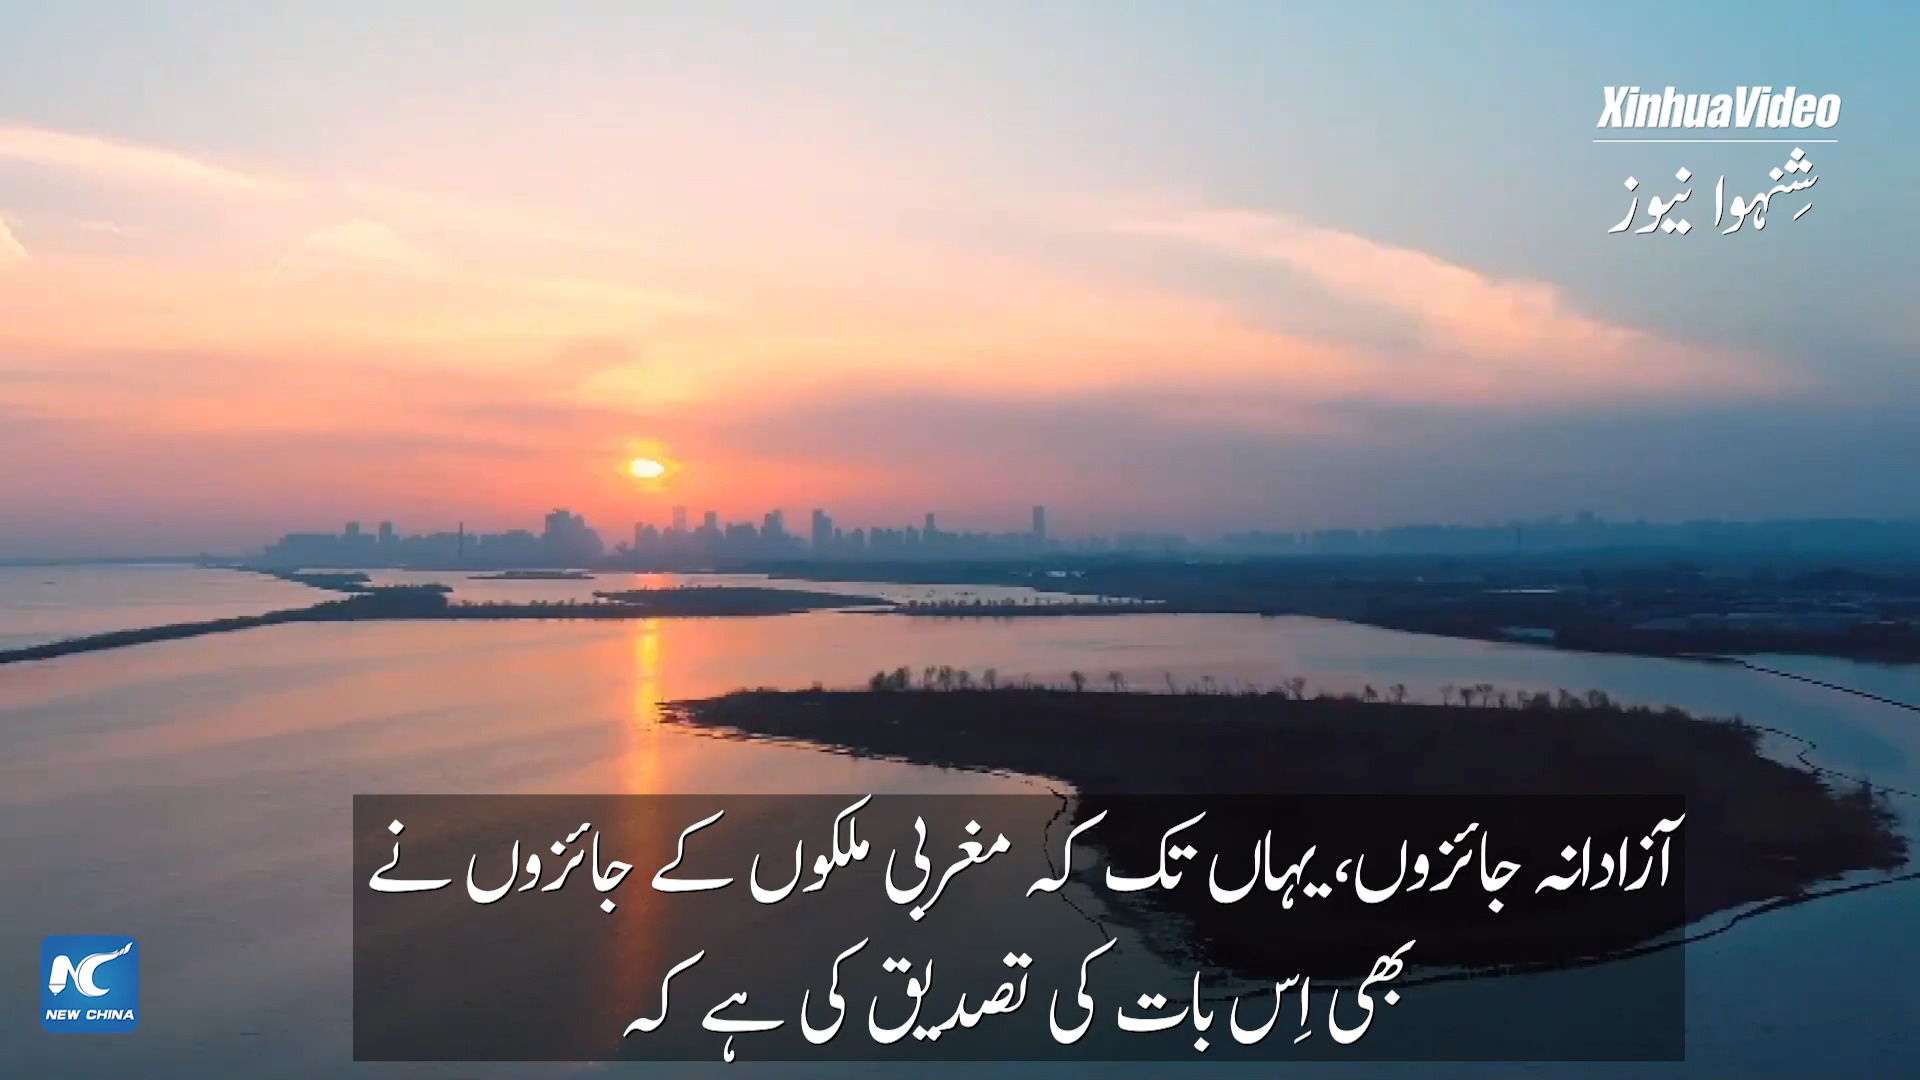 XinhuaVideo
شِنہوا نیوز
آزادانہ جائزوں، یہاں تک کہ مغربی ملکوں کے جائزوں نے
بھی اِس بات کی تصدیق کی ہے کہ
NC
NEW CHINA